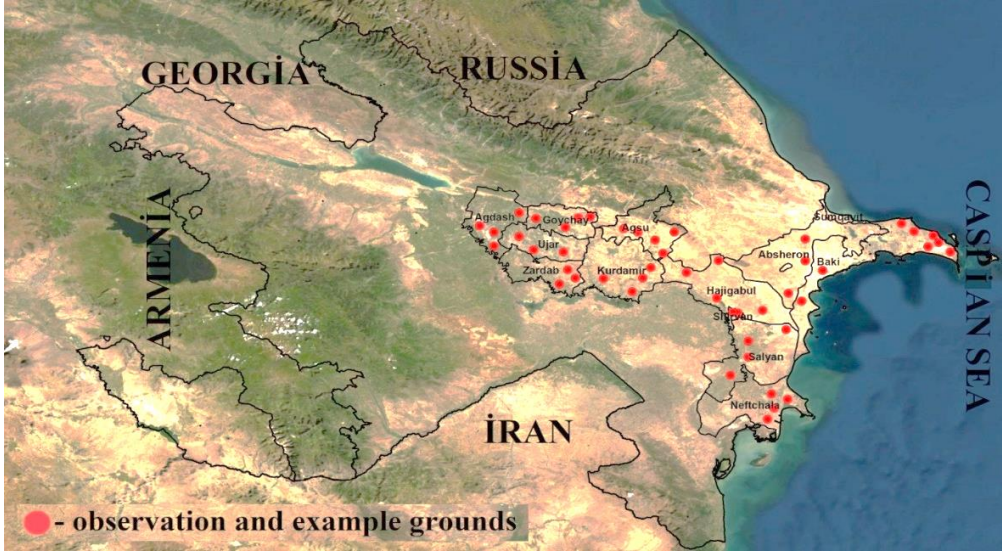 GEORGİA
RUSSİA
ARMENİA
CASPİAN SEA
Agdash
Goychay
Agsu
Sumqayit
Ujar
Absheron
Baki
Zardab
Kurdamir
Hajigabul
Shirvan
Salyan
Neftchala
İRAN
- observation and example grounds